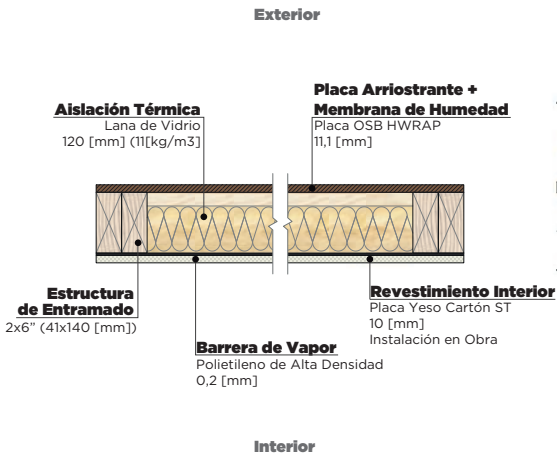 Exterior
Placa Arriostrante +
Membrana de Humedad
Placa OSB HWRAP
11,1 [mm]
Aislación Térmica
Lana de Vidrio
120 [mm] (11[kg/m3]
Estructura
de Entramado
2x6” (41x140 [mm])
Revestimiento Interior
Placa Yeso Cartón ST
10 [mm]
Instalación en Obra
Barrera de Vapor
Polietileno de Alta Densidad
0,2 [mm]
Interior